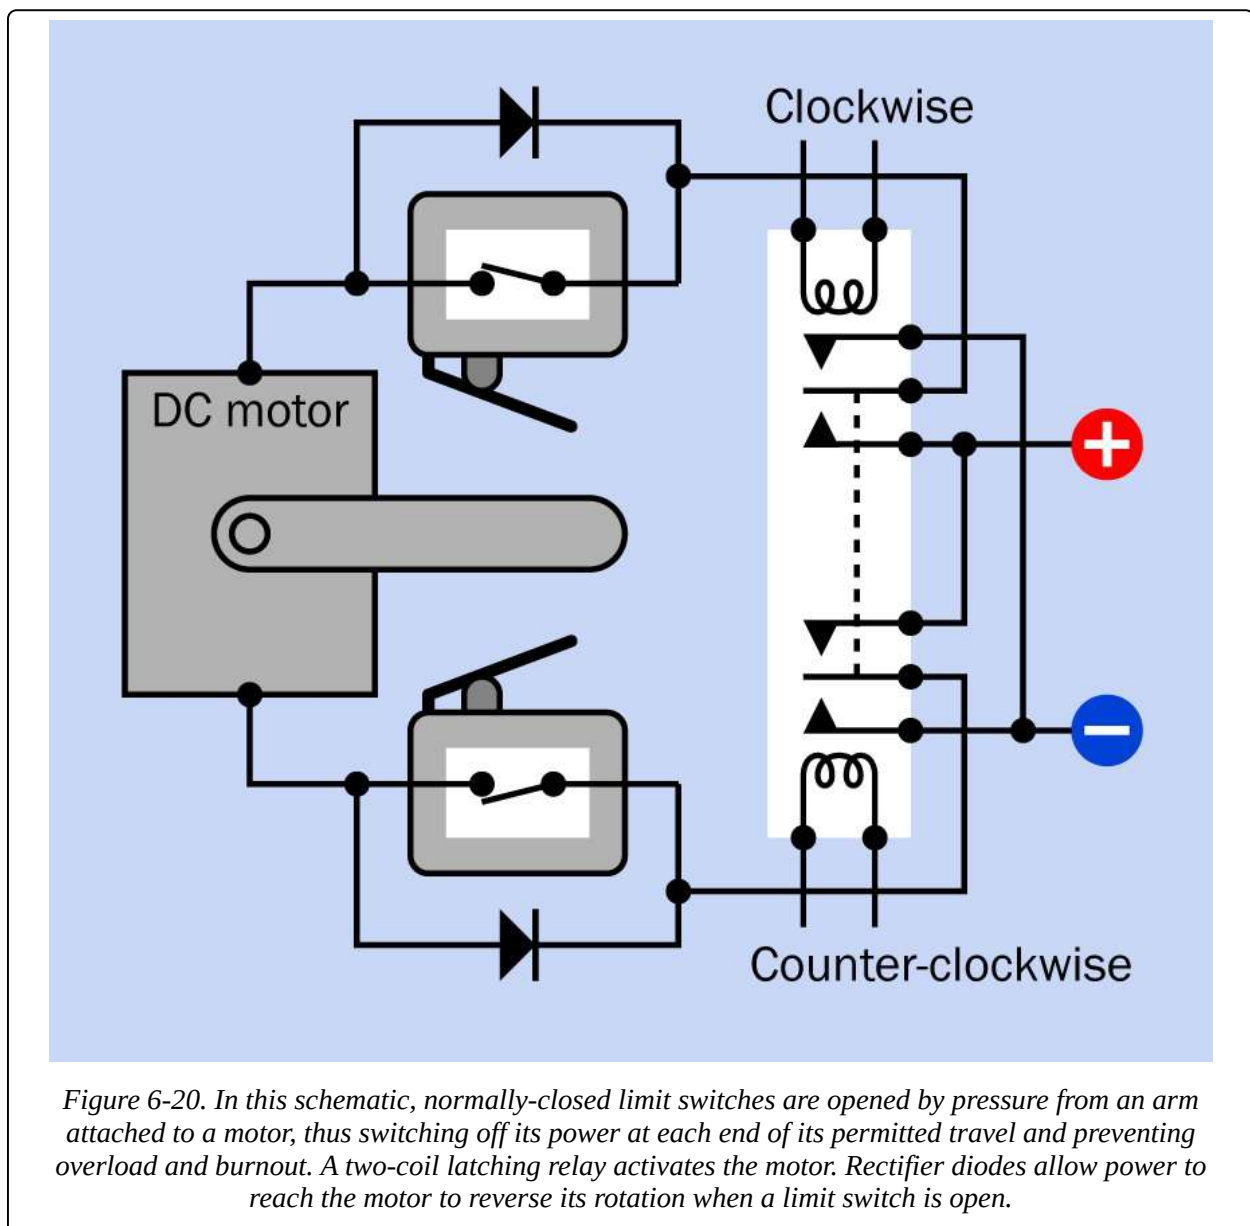 Clockwise
DC motor
+
−
Counter-clockwise
Figure 6-20. In this schematic, normally-closed limit switches are opened by pressure from an arm
attached to a motor, thus switching off its power at each end of its permitted travel and preventing
overload and burnout. A two-coil latching relay activates the motor. Rectifier diodes allow power to
reach the motor to reverse its rotation when a limit switch is open.